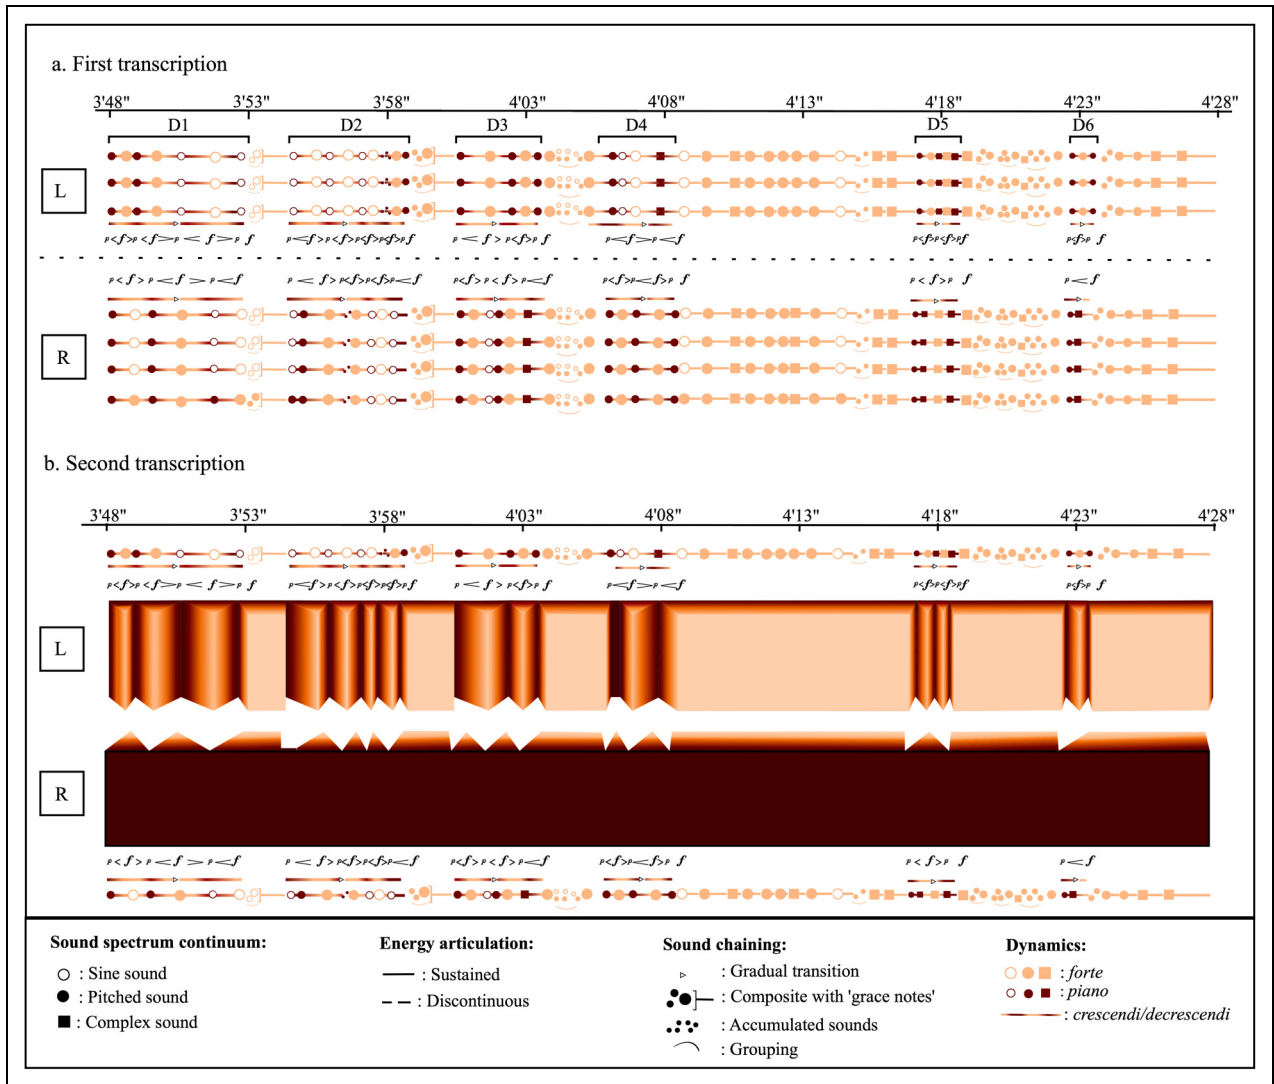 a. First transcription
3'48" 3'53" 3'58" 4'03" 4'08" 4'13" 4'18" 4'23" 4'28"
D1 D2 D3 D4 D5 D6
L
p<f>p<f>p < f>p f p<f>p<f>p<f>p<f>p f p < f > p<f>p f p<f>p<f p<f>p<f>pf p<f>p f
p < f > p < f > p<f p < f >p<f>p<f>p<f p<f>p < f > p<f p<f>p<f>p f p < f > p f p<f
R
b. Second transcription
3'48" 3'53" 3'58" 4'03" 4'08" 4'13" 4'18" 4'23" 4'28"
p<f>p<f>p < f>p f p<f>p<f>p<f>p<f>p f p < f > p<f>p f p<f>p<f p<f>p<f>pf p<f>p f
L
R
p < f > p < f > p<f p < f >p<f>p<f>p<f p<f>p < f > p<f p<f>p<f>p f p < f > p f p<f
Sound spectrum continuum: Energy articulation: Sound chaining: Dynamics:
: Sine sound : Sustained : Gradual transition : forte
: Pitched sound : Discontinuous : Composite with 'grace notes' : piano
: Complex sound : Accumulated sounds : crescendi/decrescendi
: Grouping